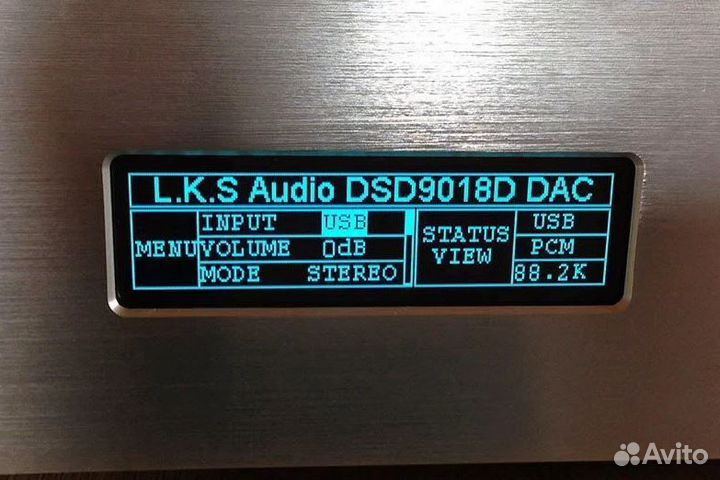 L.K.S Audio DSD9018D DAC
MENU
INPUT USB
VOLUME 0dB
MODE STEREO
STATUS
VIEW
USB
PCM
88.2K
Avito